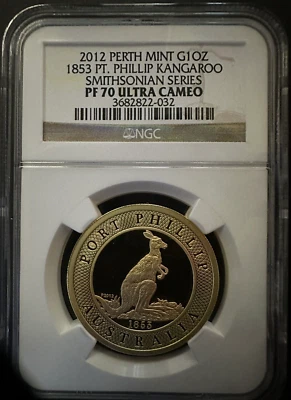 2012 PERTH MINT G1OZ
1853 PT. PHILLIP KANGAROO
SMITHSONIAN SERIES
PF 70 ULTRA CAMEO
3682822-032
NGC
PORT PHILLIP
1853
AUSTRALIA